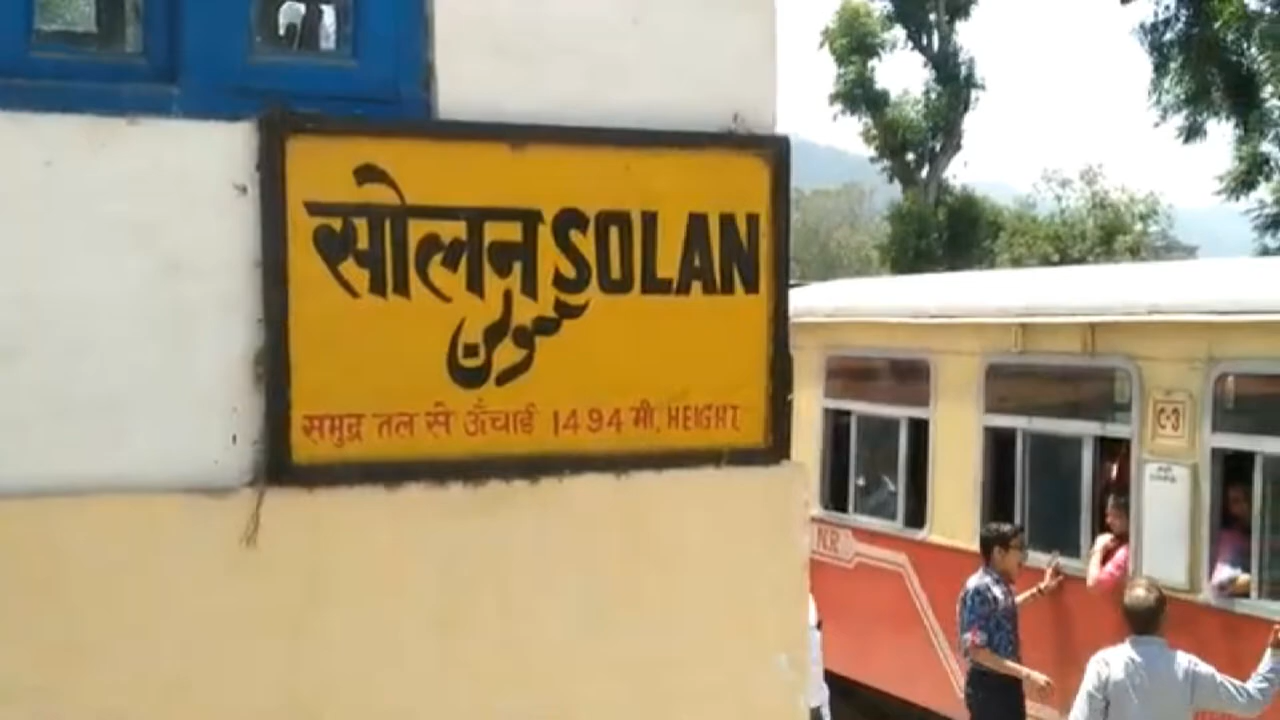 सोलन SOLAN
سولن
समुद्र तल से ऊँचाई 1494 मी. HEIGHT
C-3
N.R